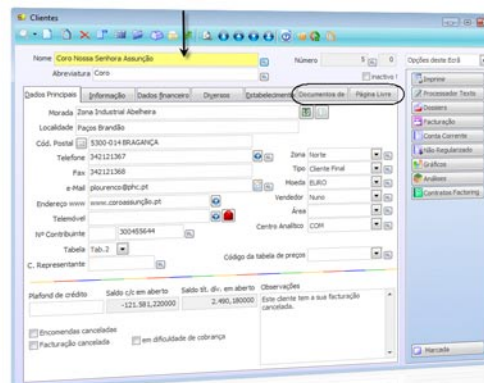 Clientes
Nome Coro Nossa Senhora Assunção Número 5 0 Opções deste Ecrã
Abreviatura Coro Inactivo !
Dados Principais Informação Dados financeiro Diversos Estabelecimento Documentos de Página Livre
Morada Zona Industrial Abelheira
Localidade Paços Brandão
Cód. Postal 5300-014 BRAGANÇA
Telefone 342121367 Zona Norte
Fax 342121368 Tipo Cliente Final
e-Mail plourenco@phc.pt Moeda EURO
Endereço www www.coroassunção.pt Vendedor Nuno
Telemóvel Área
Nº Contribuinte 300455644 Centro Analítico COM
Tabela Tab.2
C. Representante Código da tabela de preços
Plafond de crédito Saldo c/c em aberto Saldo tít. dív. em aberto Observações
-121.581,220000 2.490,180000 Este cliente tem a sua facturação
cancelada.
Encomendas canceladas
Facturação cancelada em dificuldade de cobrança
Imprimir
Processador Texto
Dossiers
Facturação
Conta Corrente
Não Regularizado
Gráficos
Análises
Contratos Factoring
Marcada